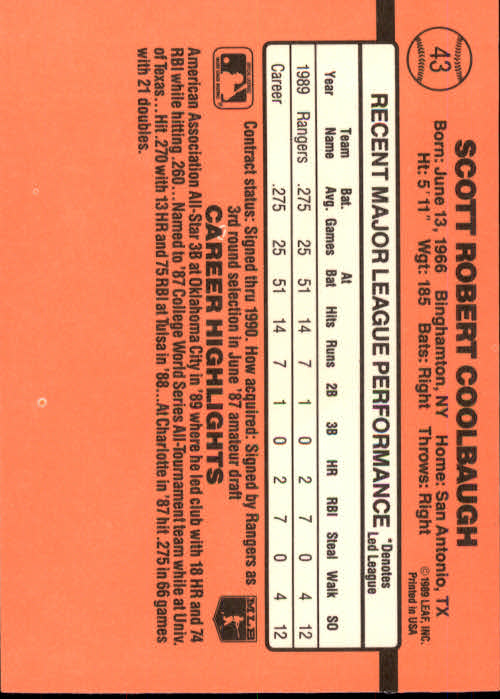 43
SCOTT ROBERT COOLBAUGH
Born: June 13, 1966 Binghamton, NY Home: San Antonio, TX
Ht: 5'11" Wgt: 185 Bats: Right Throws: Right
©1989 LEAF, INC.
Printed in USA
RECENT MAJOR LEAGUE PERFORMANCE
*Denotes
Led League
Team Bat. At
Year Name Avg. Games Bat Hits Runs 2B 3B HR RBI Steal Walk SO
1989 Rangers .275 25 51 14 7 1 0 2 7 0 4 12
Career .275 25 51 14 7 1 0 2 7 0 4 12
Contract status: Signed thru 1990. How acquired: Signed by Rangers as
3rd round selection in June '87 amateur draft
CAREER HIGHLIGHTS
MLB
American Association All-Star 3B at Oklahoma City in '89 where he led club with 18 HR and 74
RBI while hitting .260...Named to '87 College World Series All-Tournament team while at Univ.
of Texas...Hit .270 with 13 HR and 75 RBI at Tulsa in '88...At Charlotte in '87 hit .275 in 66 games
with 21 doubles.